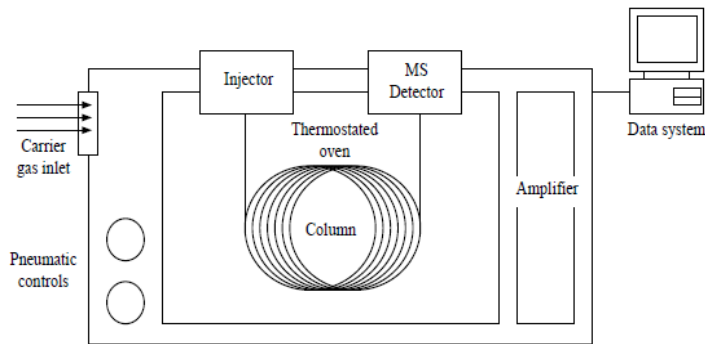 Injector
MS
Detector
Carrier
gas inlet
Thermostated
oven
Data system
Amplifier
Column
Pneumatic
controls